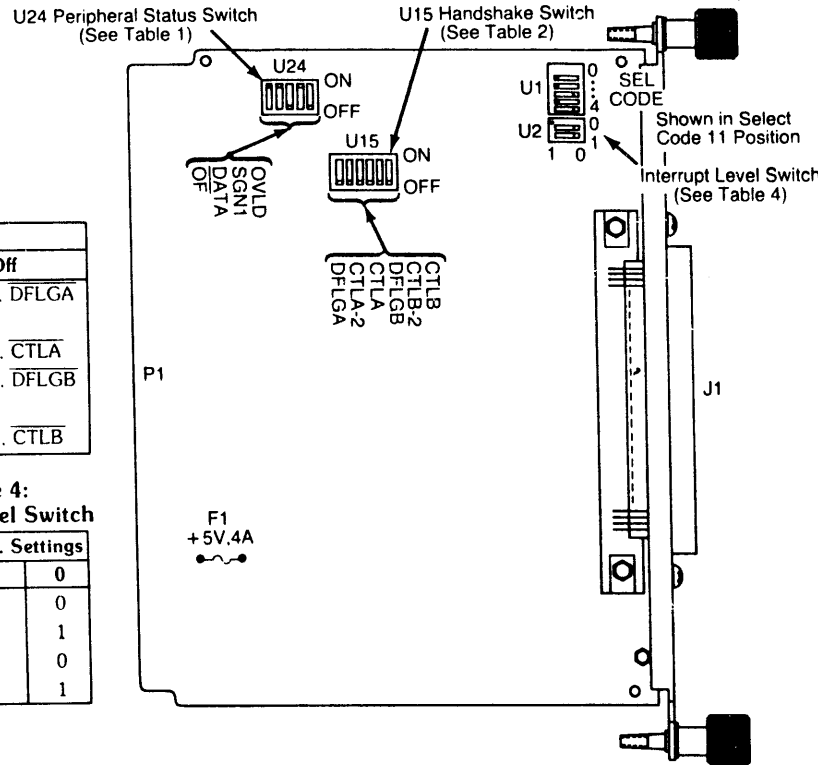 U24 Peripheral Status Switch
(See Table 1)
U15 Handshake Switch
(See Table 2)
U24
ON
OFF
U15
ON
OFF
OVLD
SGN1
DATA
OF
CTLB
CTLB-2
DFLGB
CTLA
CTLA-2
DFLGA
U1
0
4
SEL
CODE
U2
0
1
1 0
Shown in Select
Code 11 Position
Interrupt Level Switch
(See Table 4)
Off
. DFLGA
. CTLA
. DFLGB
. CTLB
P1
J1
4:
el Switch
. Settings
0
0
1
0
1
F1
+5V,4A